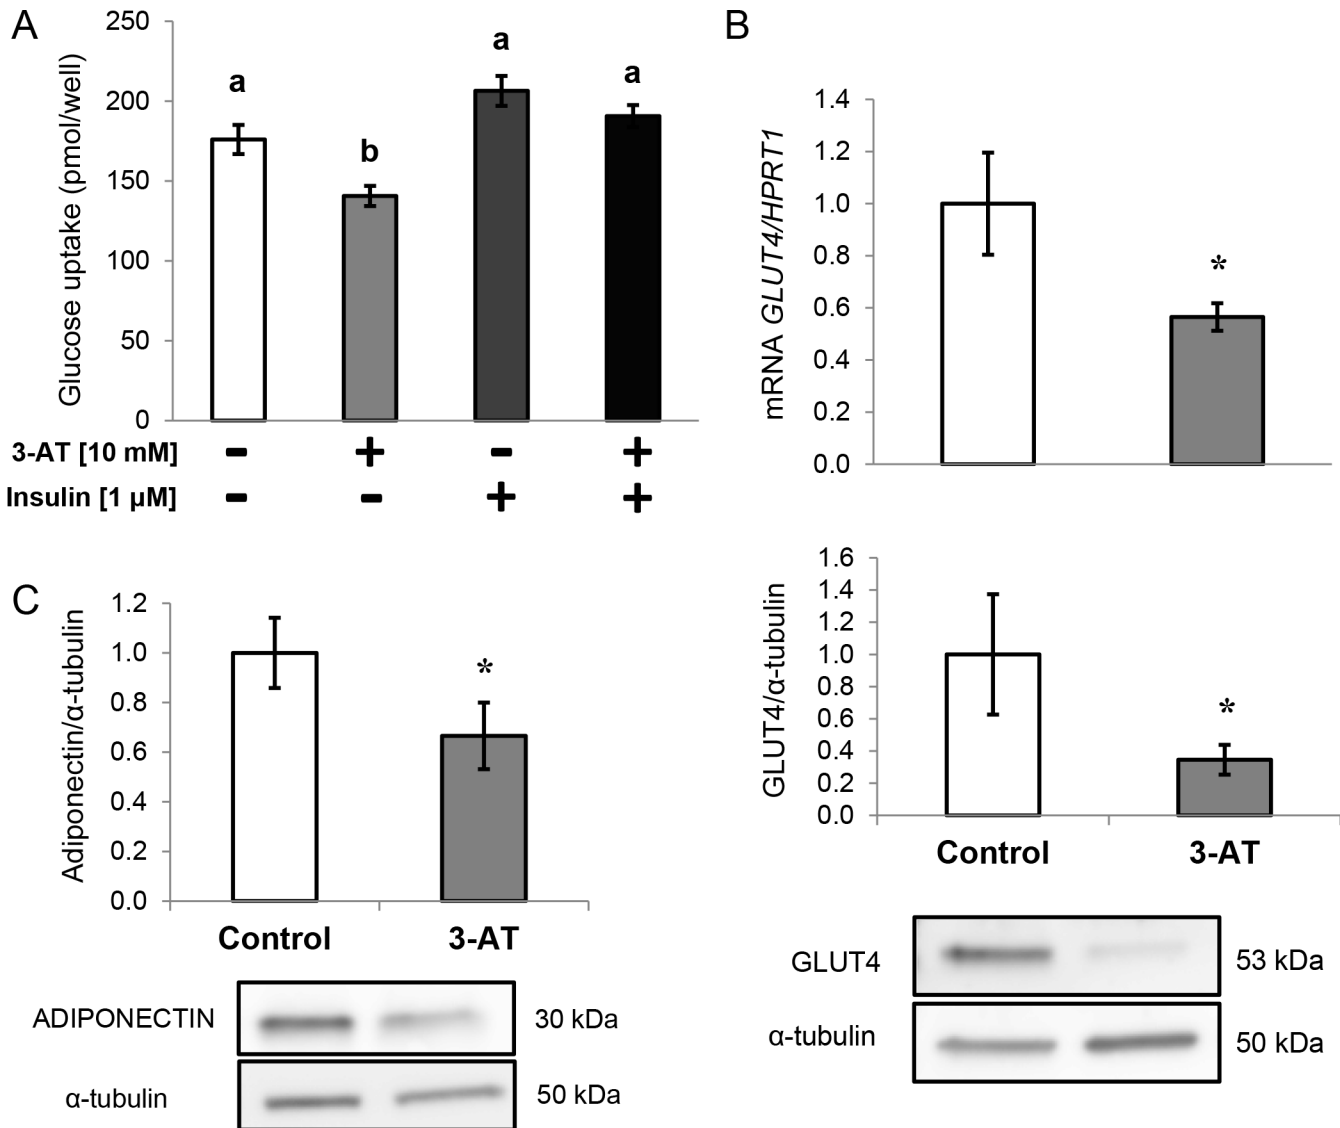 A
Glucose uptake (pmol/well)
250
200
150
100
50
0
a
b
a
a
3-AT [10 mM] - + - +
Insulin [1 µM] - - + +
B
mRNA GLUT4/HPRT1
1.4
1.2
1.0
0.8
0.6
0.4
0.2
0.0
*
GLUT4/α-tubulin
1.6
1.4
1.2
1.0
0.8
0.6
0.4
0.2
0.0
*
Control 3-AT
GLUT4 53 kDa
α-tubulin 50 kDa
C
Adiponectin/α-tubulin
1.2
1.0
0.8
0.6
0.4
0.2
0.0
*
Control 3-AT
ADIPONECTIN 30 kDa
α-tubulin 50 kDa